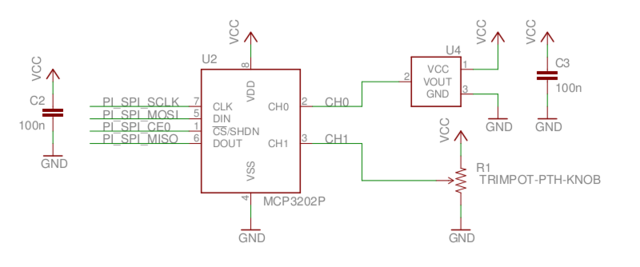 VCC
C2
100n
GND
PI_SPI_SCLK
PI_SPI_MOSI
PI_SPI_CE0
PI_SPI_MISO
U2
VCC
8
VDD
7 CLK
5 DIN
1 CS/SHDN
6 DOUT
CH0 2 CH0
CH1 3 CH1
VSS
4
MCP3202P
GND
U4
VCC 1
2 VOUT
GND 3
VCC
GND
VCC
C3
100n
GND
VCC
R1
TRIMPOT-PTH-KNOB
GND